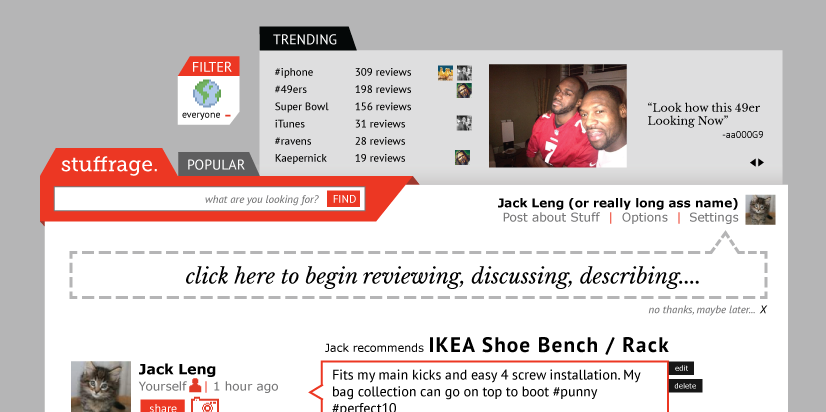 TRENDING
FILTER
everyone
#iphone 309 reviews
#49ers 198 reviews
Super Bowl 156 reviews
iTunes 31 reviews
#ravens 28 reviews
Kaepernick 19 reviews
“Look how this 49er
Looking Now”
-aa000G9
stuffrage.
POPULAR
what are you looking for? FIND
Jack Leng (or really long ass name)
Post about Stuff | Options | Settings
click here to begin reviewing, discussing, describing....
no thanks, maybe later... X
Jack recommends IKEA Shoe Bench / Rack
Jack Leng
Yourself | 1 hour ago
share
Fits my main kicks and easy 4 screw installation. My
bag collection can go on top to boot #punny
#perfect10
edit
delete